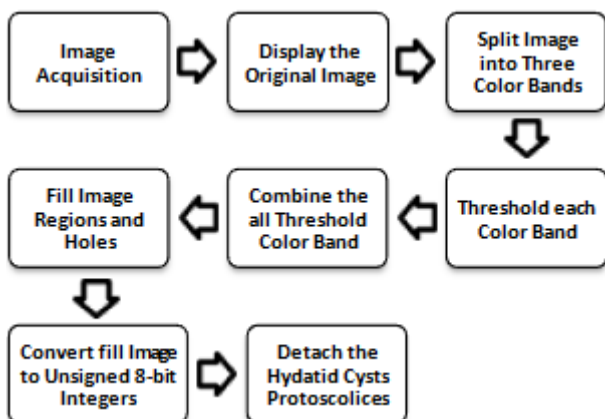 Image
Acquisition
Display the
Original Image
Split Image
into Three
Color Bands
Threshold each
Color Band
Combine the
all Threshold
Color Band
Fill Image
Regions and
Holes
Convert fill Image
to Unsigned 8-bit
Integers
Detach the
Hydatid Cysts
Protoscolices